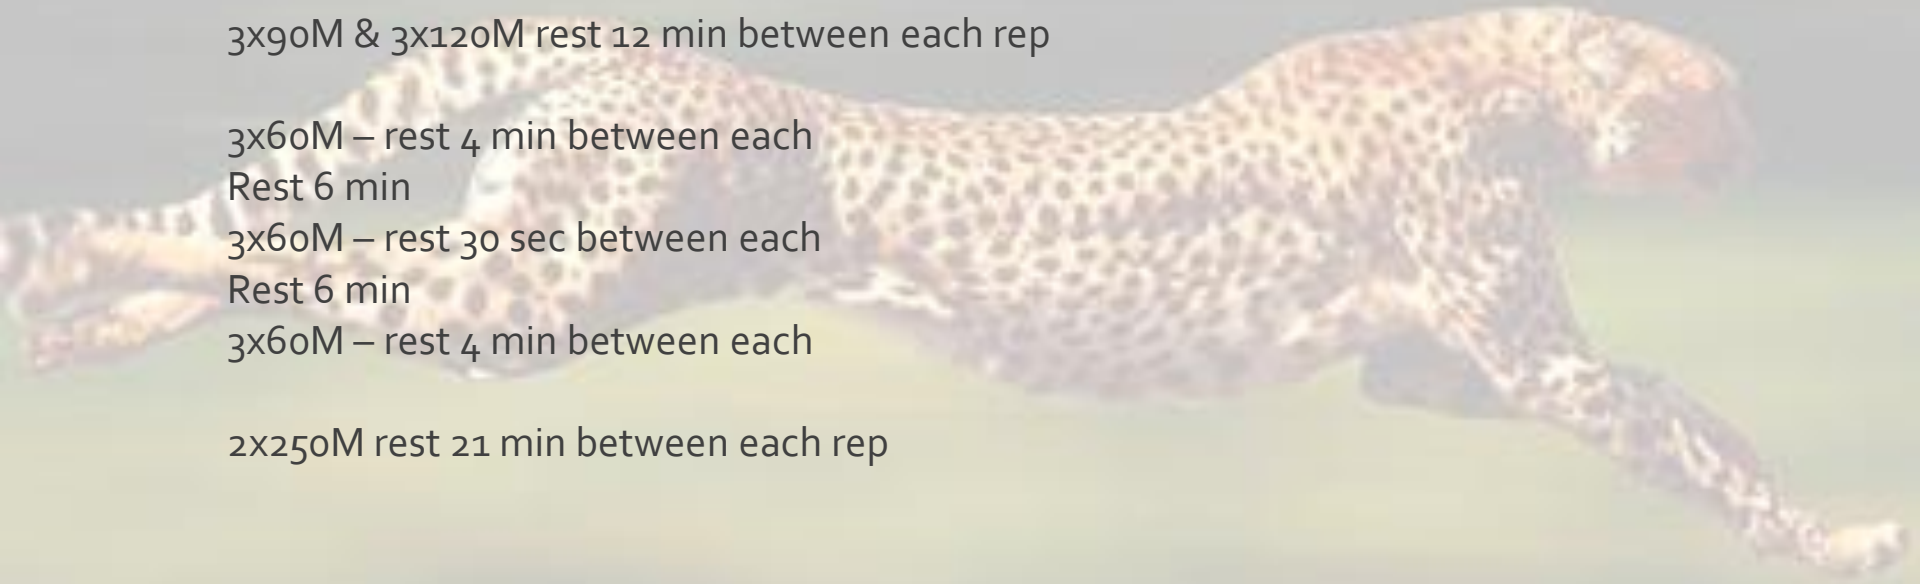 3x90M & 3x120M rest 12 min between each rep
3x60M – rest 4 min between each
Rest 6 min
3x60M – rest 30 sec between each
Rest 6 min
3x60M – rest 4 min between each
2x250M rest 21 min between each rep